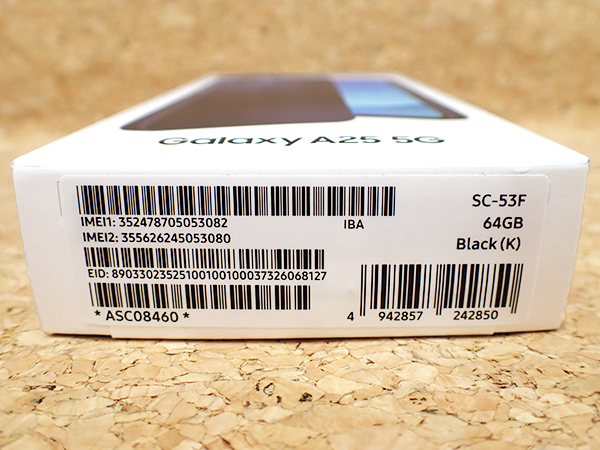 Galaxy A25 5G
IMEI1: 352478705053082
IBA
IMEI2: 355626245053080
EID: 89033023525100100100037326068127
* ASC08460 *
SC-53F
64GB
Black (K)
4 942857 242850